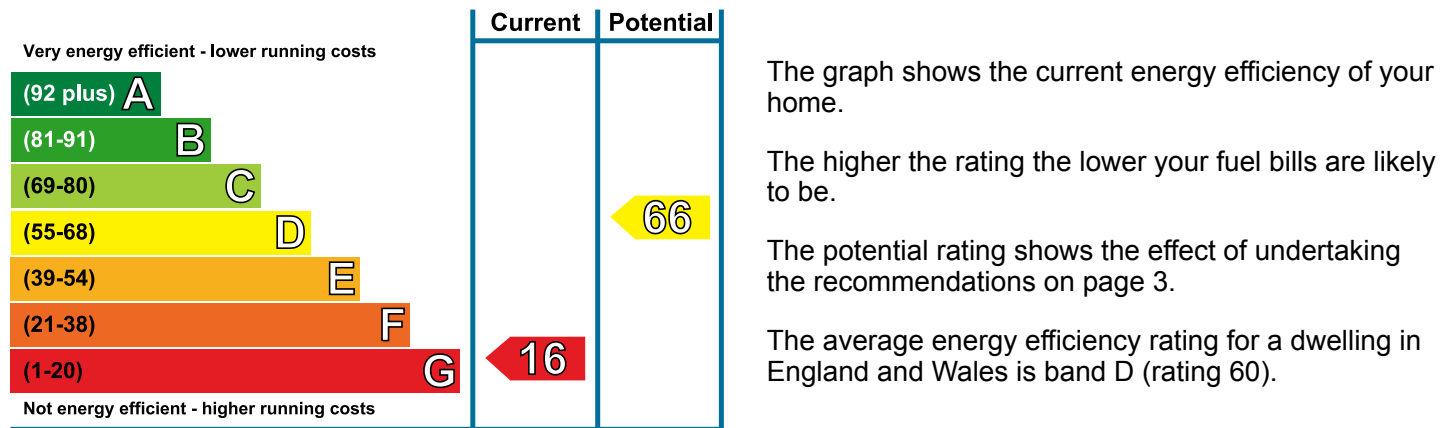 Current Potential
Very energy efficient - lower running costs
(92 plus) A
(81-91) B
(69-80) C
(55-68) D
66
(39-54) E
(21-38) F
(1-20) G
16
Not energy efficient - higher running costs
The graph shows the current energy efficiency of your
home.
The higher the rating the lower your fuel bills are likely
to be.
The potential rating shows the effect of undertaking
the recommendations on page 3.
The average energy efficiency rating for a dwelling in
England and Wales is band D (rating 60).